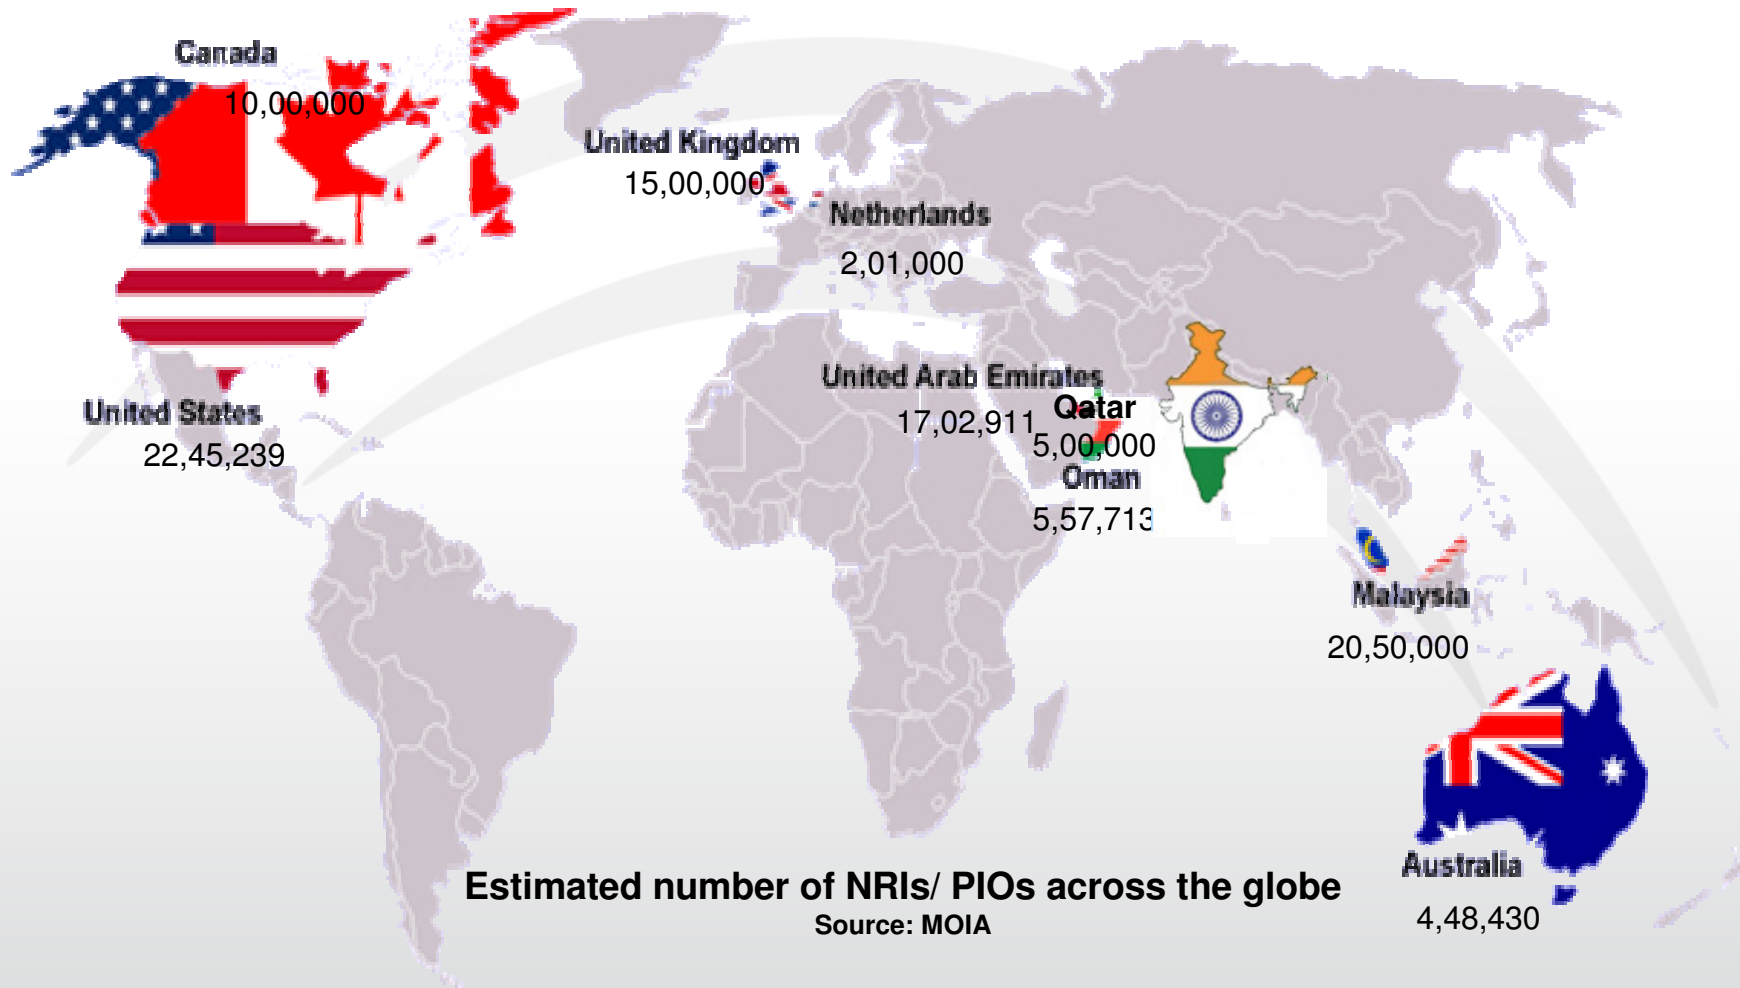 Canada
10,00,000
United Kingdom
15,00,000
Netherlands
2,01,000
United Arab Emirates
17,02,911
Qatar
5,00,000
Oman
5,57,713
United States
22,45,239
Malaysia
20,50,000
Australia
4,48,430
Estimated number of NRIs/ PIOs across the globe
Source: MOIA